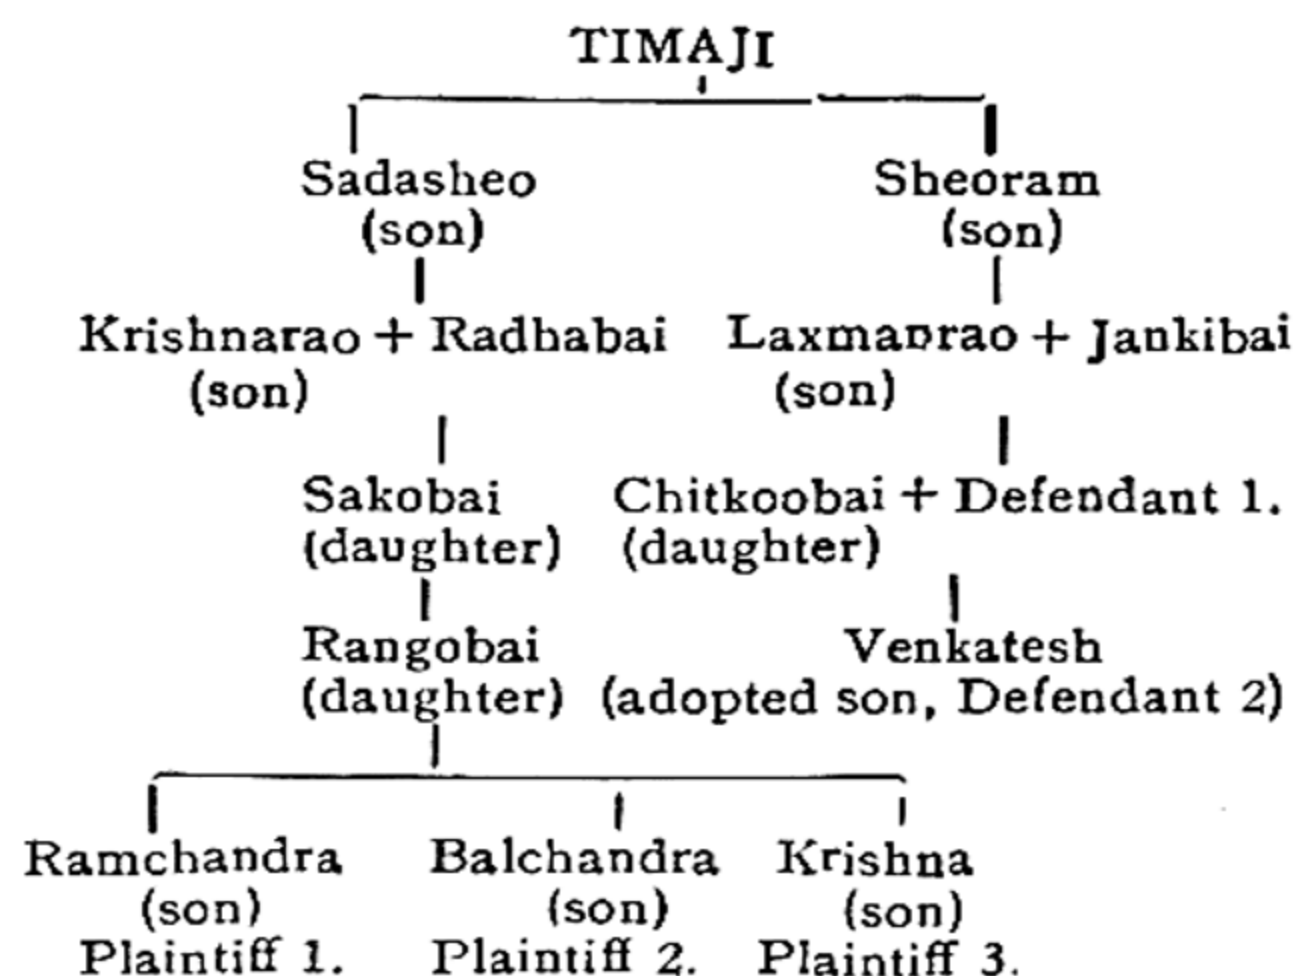 TIMAJI
Sadasheo Sheoram
(son) (son)
Krishnarao + Radhabai Laxmanrao + Jankibai
(son) (son)
Sakobai Chitkoobai + Defendant 1.
(daughter) (daughter)
Rangobai Venkatesh
(daughter) (adopted son, Defendant 2)
Ramchandra Balchandra Krishna
(son) (son) (son)
Plaintiff 1. Plaintiff 2. Plaintiff 3.